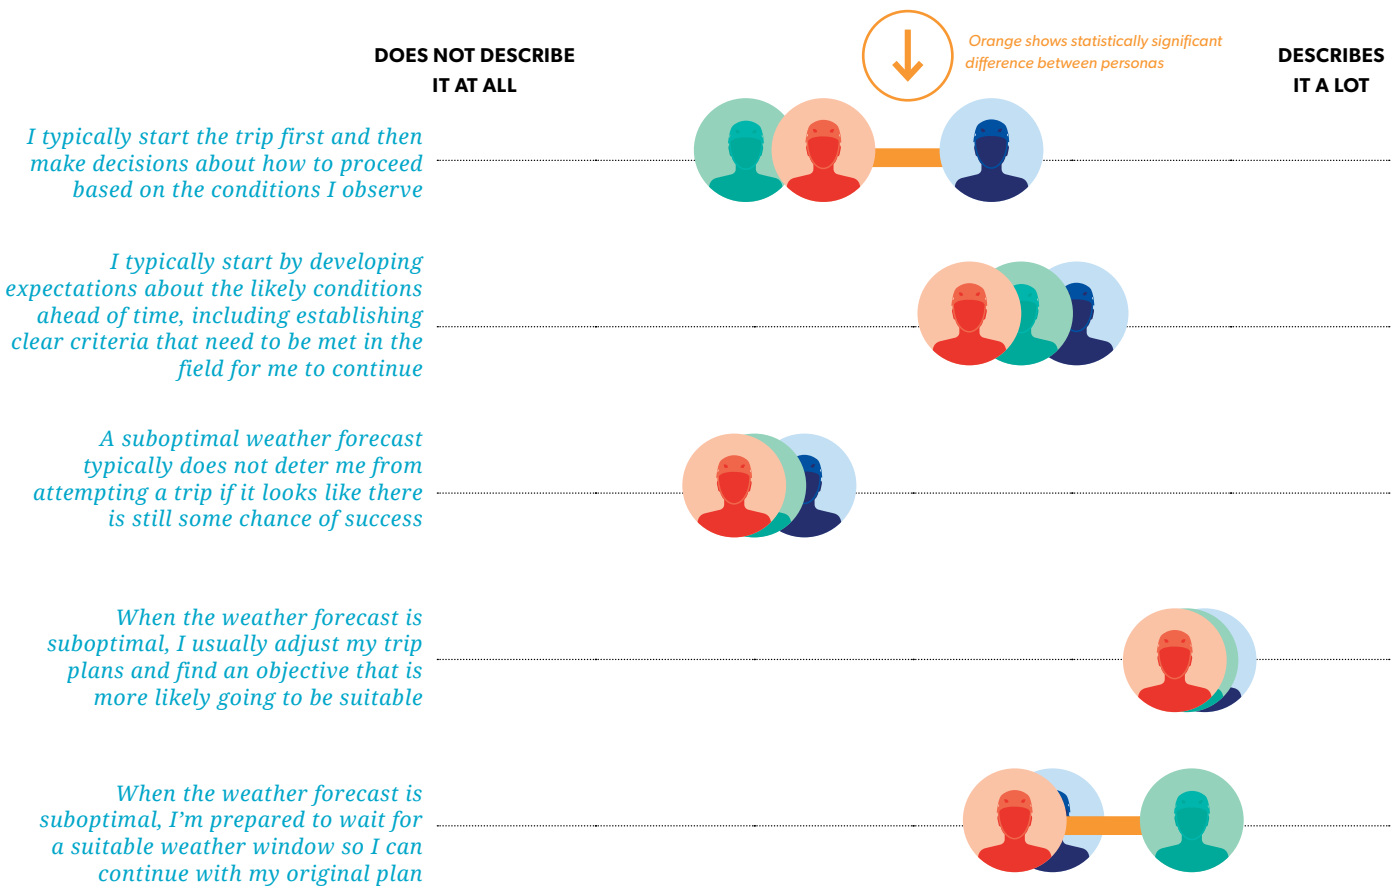 DOES NOT DESCRIBE
IT AT ALL
Orange shows statistically significant
difference between personas
DESCRIBES
IT A LOT
I typically start the trip first and then
make decisions about how to proceed
based on the conditions I observe
I typically start by developing
expectations about the likely conditions
ahead of time, including establishing
clear criteria that need to be met in the
field for me to continue
A suboptimal weather forecast
typically does not deter me from
attempting a trip if it looks like there
is still some chance of success
When the weather forecast is
suboptimal, I usually adjust my trip
plans and find an objective that is
more likely going to be suitable
When the weather forecast is
suboptimal, I’m prepared to wait for
a suitable weather window so I can
continue with my original plan